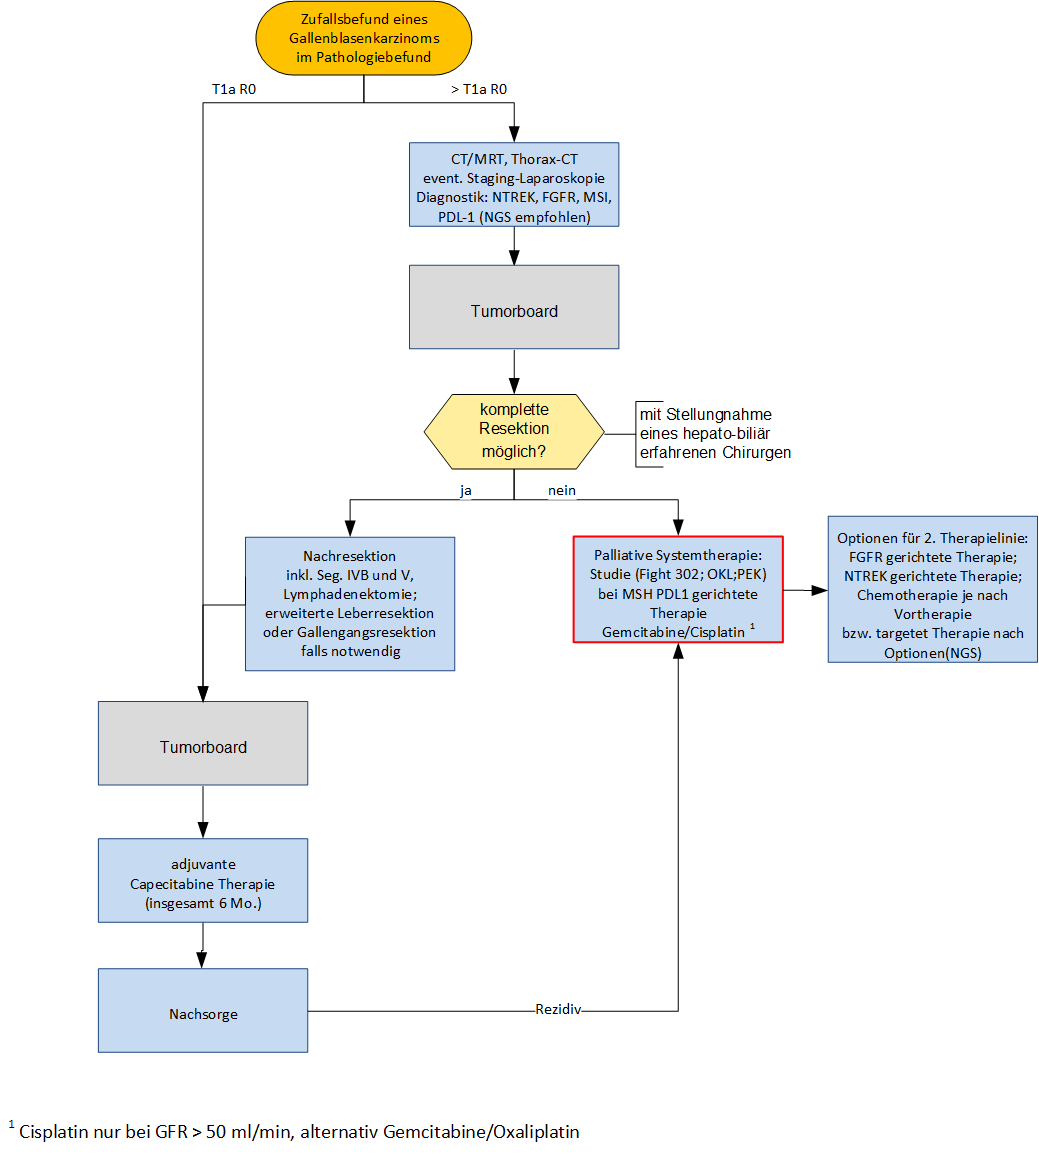 Zufallsbefund eines
Gallenblasenkarzinoms
im Pathologiebefund
T1a R0
> T1a R0
CT/MRT, Thorax-CT
event. Staging-Laparoskopie
Diagnostik: NTREK, FGFR, MSI,
PDL-1 (NGS empfohlen)
Tumorboard
komplette
Resektion
möglich?
mit Stellungnahme
eines hepato-biliär
erfahrenen Chirurgen
ja
nein
Nachresektion
inkl. Seg. IVB und V,
Lymphadenektomie;
erweiterte Leberresektion
oder Gallengangsresektion
falls notwendig
Palliative Systemtherapie:
Studie (Fight 302; OKL;PEK)
bei MSH PDL1 gerichtete
Therapie
Gemcitabine/Cisplatin 1
Optionen für 2. Therapielinie:
FGFR gerichtete Therapie;
NTREK gerichtete Therapie;
Chemotherapie je nach
Vortherapie
bzw. targetet Therapie nach
Optionen(NGS)
Tumorboard
adjuvante
Capecitabine Therapie
(insgesamt 6 Mo.)
Nachsorge
Rezidiv
1 Cisplatin nur bei GFR > 50 ml/min, alternativ Gemcitabine/Oxaliplatin